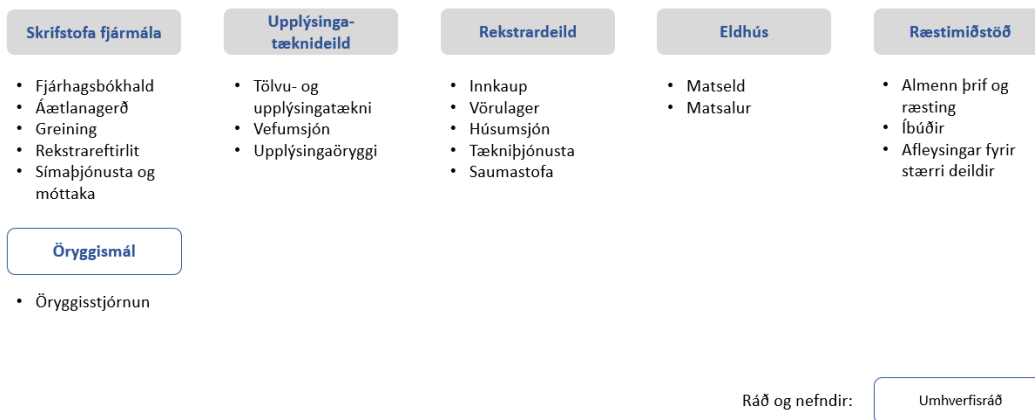 Skrifstofa fjármála
• Fjárhagsbókhald
• Áætlanagerð
• Greining
• Rekstrareftirlit
• Símaþjónusta og
móttaka
Öryggismál
• Öryggisstjórnun
Upplýsinga-
tæknideild
• Tölvu- og
upplýsingatækni
• Vefumsjón
• Upplýsingaöryggi
Rekstrardeild
• Innkaup
• Vörulager
• Húsumsjón
• Tækniþjónusta
• Saumastofa
Eldhús
• Matseld
• Matsalur
Ræstimiðstöð
• Almenn þrif og
ræsting
• Íbúðir
• Afleysingar fyrir
stærri deildir
Ráð og nefndir:
Umhverfisráð